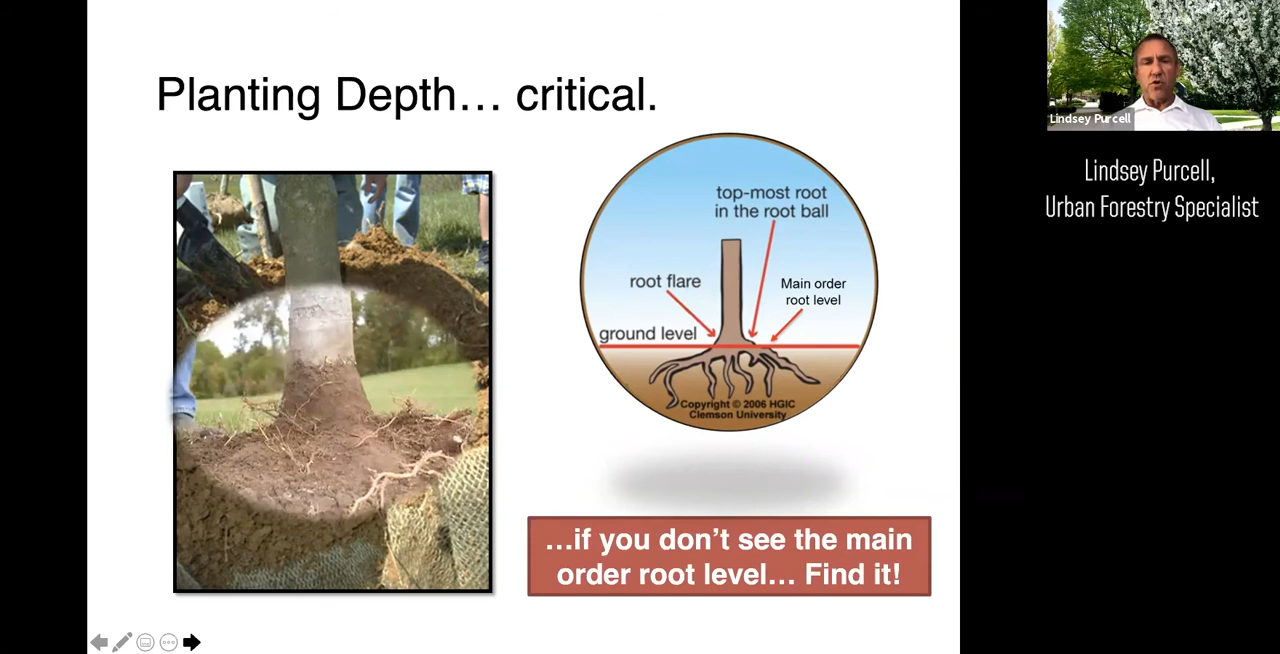 Planting Depth… critical.
top-most root
in the root ball
root flare
Main order
root level
ground level
Copyright © 2006 HGIC
Clemson University
…if you don’t see the main
order root level… Find it!
Lindsey Purcell
Lindsey Purcell,
Urban Forestry Specialist